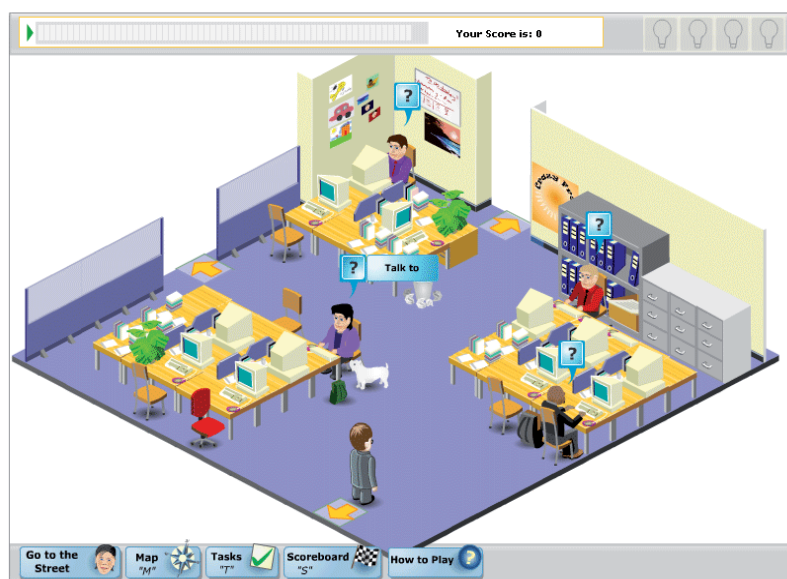 Your Score is: 0
?
?
? Talk to
?
Go to the
Street
Map
"M"
Tasks
"T"
Scoreboard
"S"
How to Play ?